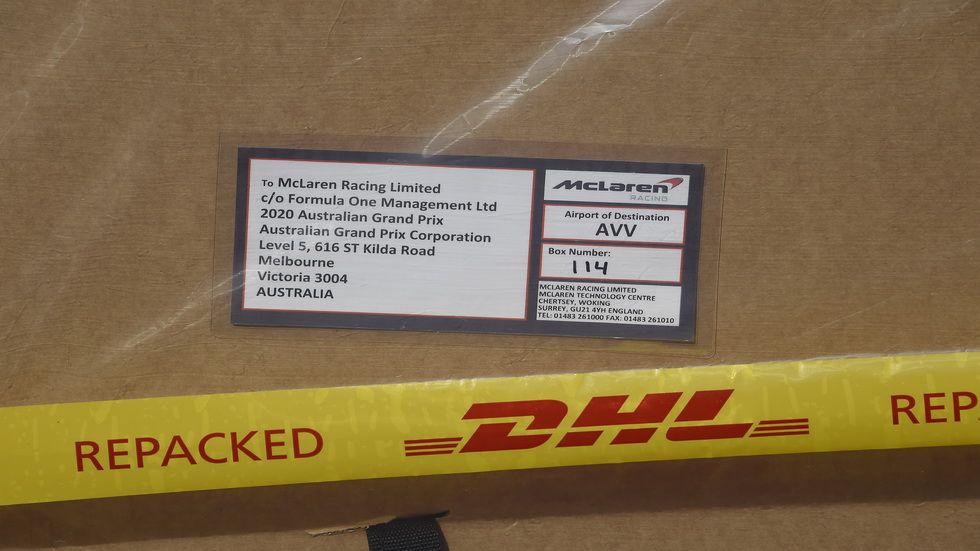 To McLaren Racing Limited
c/o Formula One Management Ltd
2020 Australian Grand Prix
Australian Grand Prix Corporation
Level 5, 616 ST Kilda Road
Melbourne
Victoria 3004
AUSTRALIA
McLaren
RACING
Airport of Destination
AVV
Box Number:
114
MCLAREN RACING LIMITED
MCLAREN TECHNOLOGY CENTRE
CHERTSEY, WOKING
SURREY, GU21 4YH ENGLAND
TEL: 01483 261000 FAX: 01483 261010
REPACKED
DHL
REP